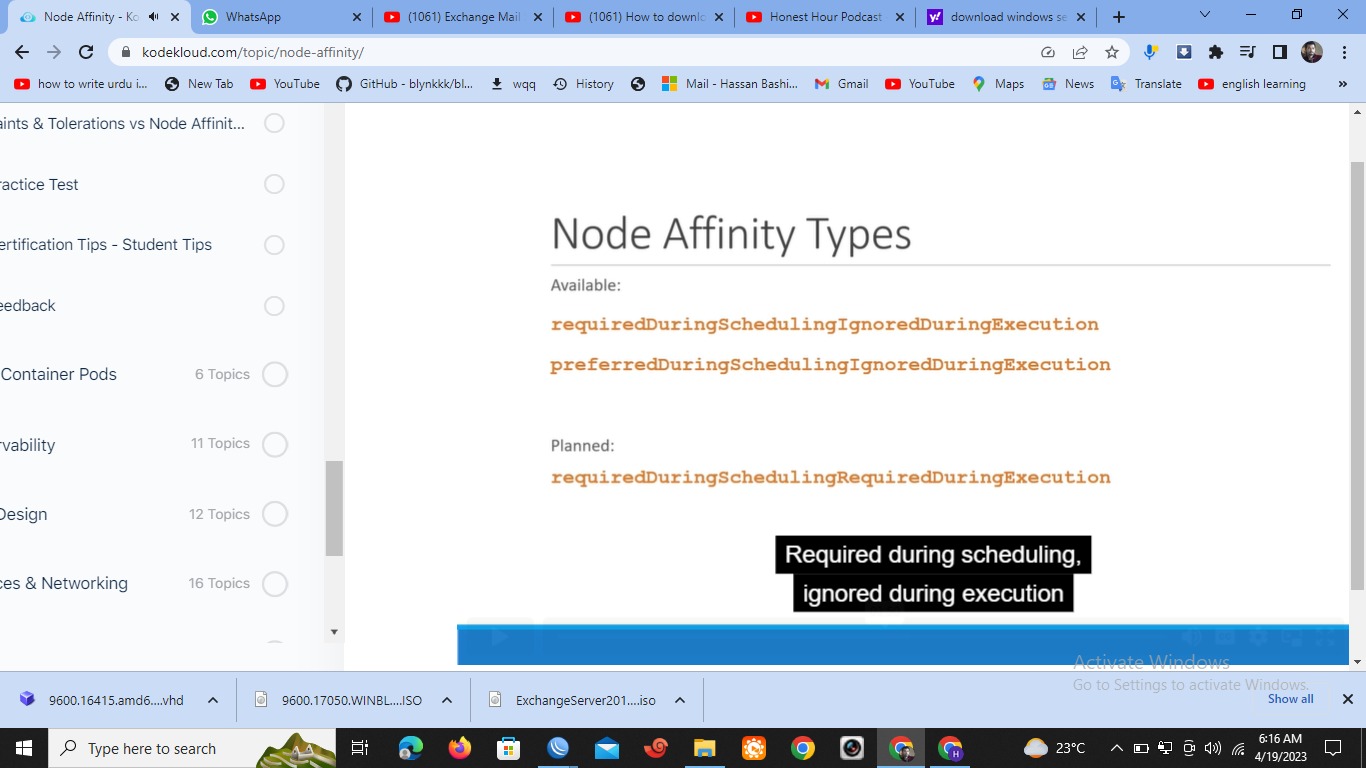 Node Affinity - Ko
WhatsApp
(1061) Exchange Mail
(1061) How to downlo
Honest Hour Podcast
download windows se
kodekloud.com/topic/node-affinity/
how to write urdu i...
New Tab
YouTube
GitHub - blynkkk/bl...
wqq
History
Mail - Hassan Bashi...
Gmail
YouTube
Maps
News
Translate
english learning
»
aints & Tolerations vs Node Affinit...
ractice Test
ertification Tips - Student Tips
eedback
Container Pods 6 Topics
rvability 11 Topics
Design 12 Topics
ces & Networking 16 Topics
Node Affinity Types
Available:
requiredDuringSchedulingIgnoredDuringExecution
preferredDuringSchedulingIgnoredDuringExecution
Planned:
requiredDuringSchedulingRequiredDuringExecution
Required during scheduling,
ignored during execution
Activate Windows
Go to Settings to activate Windows.
9600.16415.amd6....vhd
9600.17050.WINBL....ISO
ExchangeServer201....iso
Show all
Type here to search
H
23°C
6:16 AM
4/19/2023